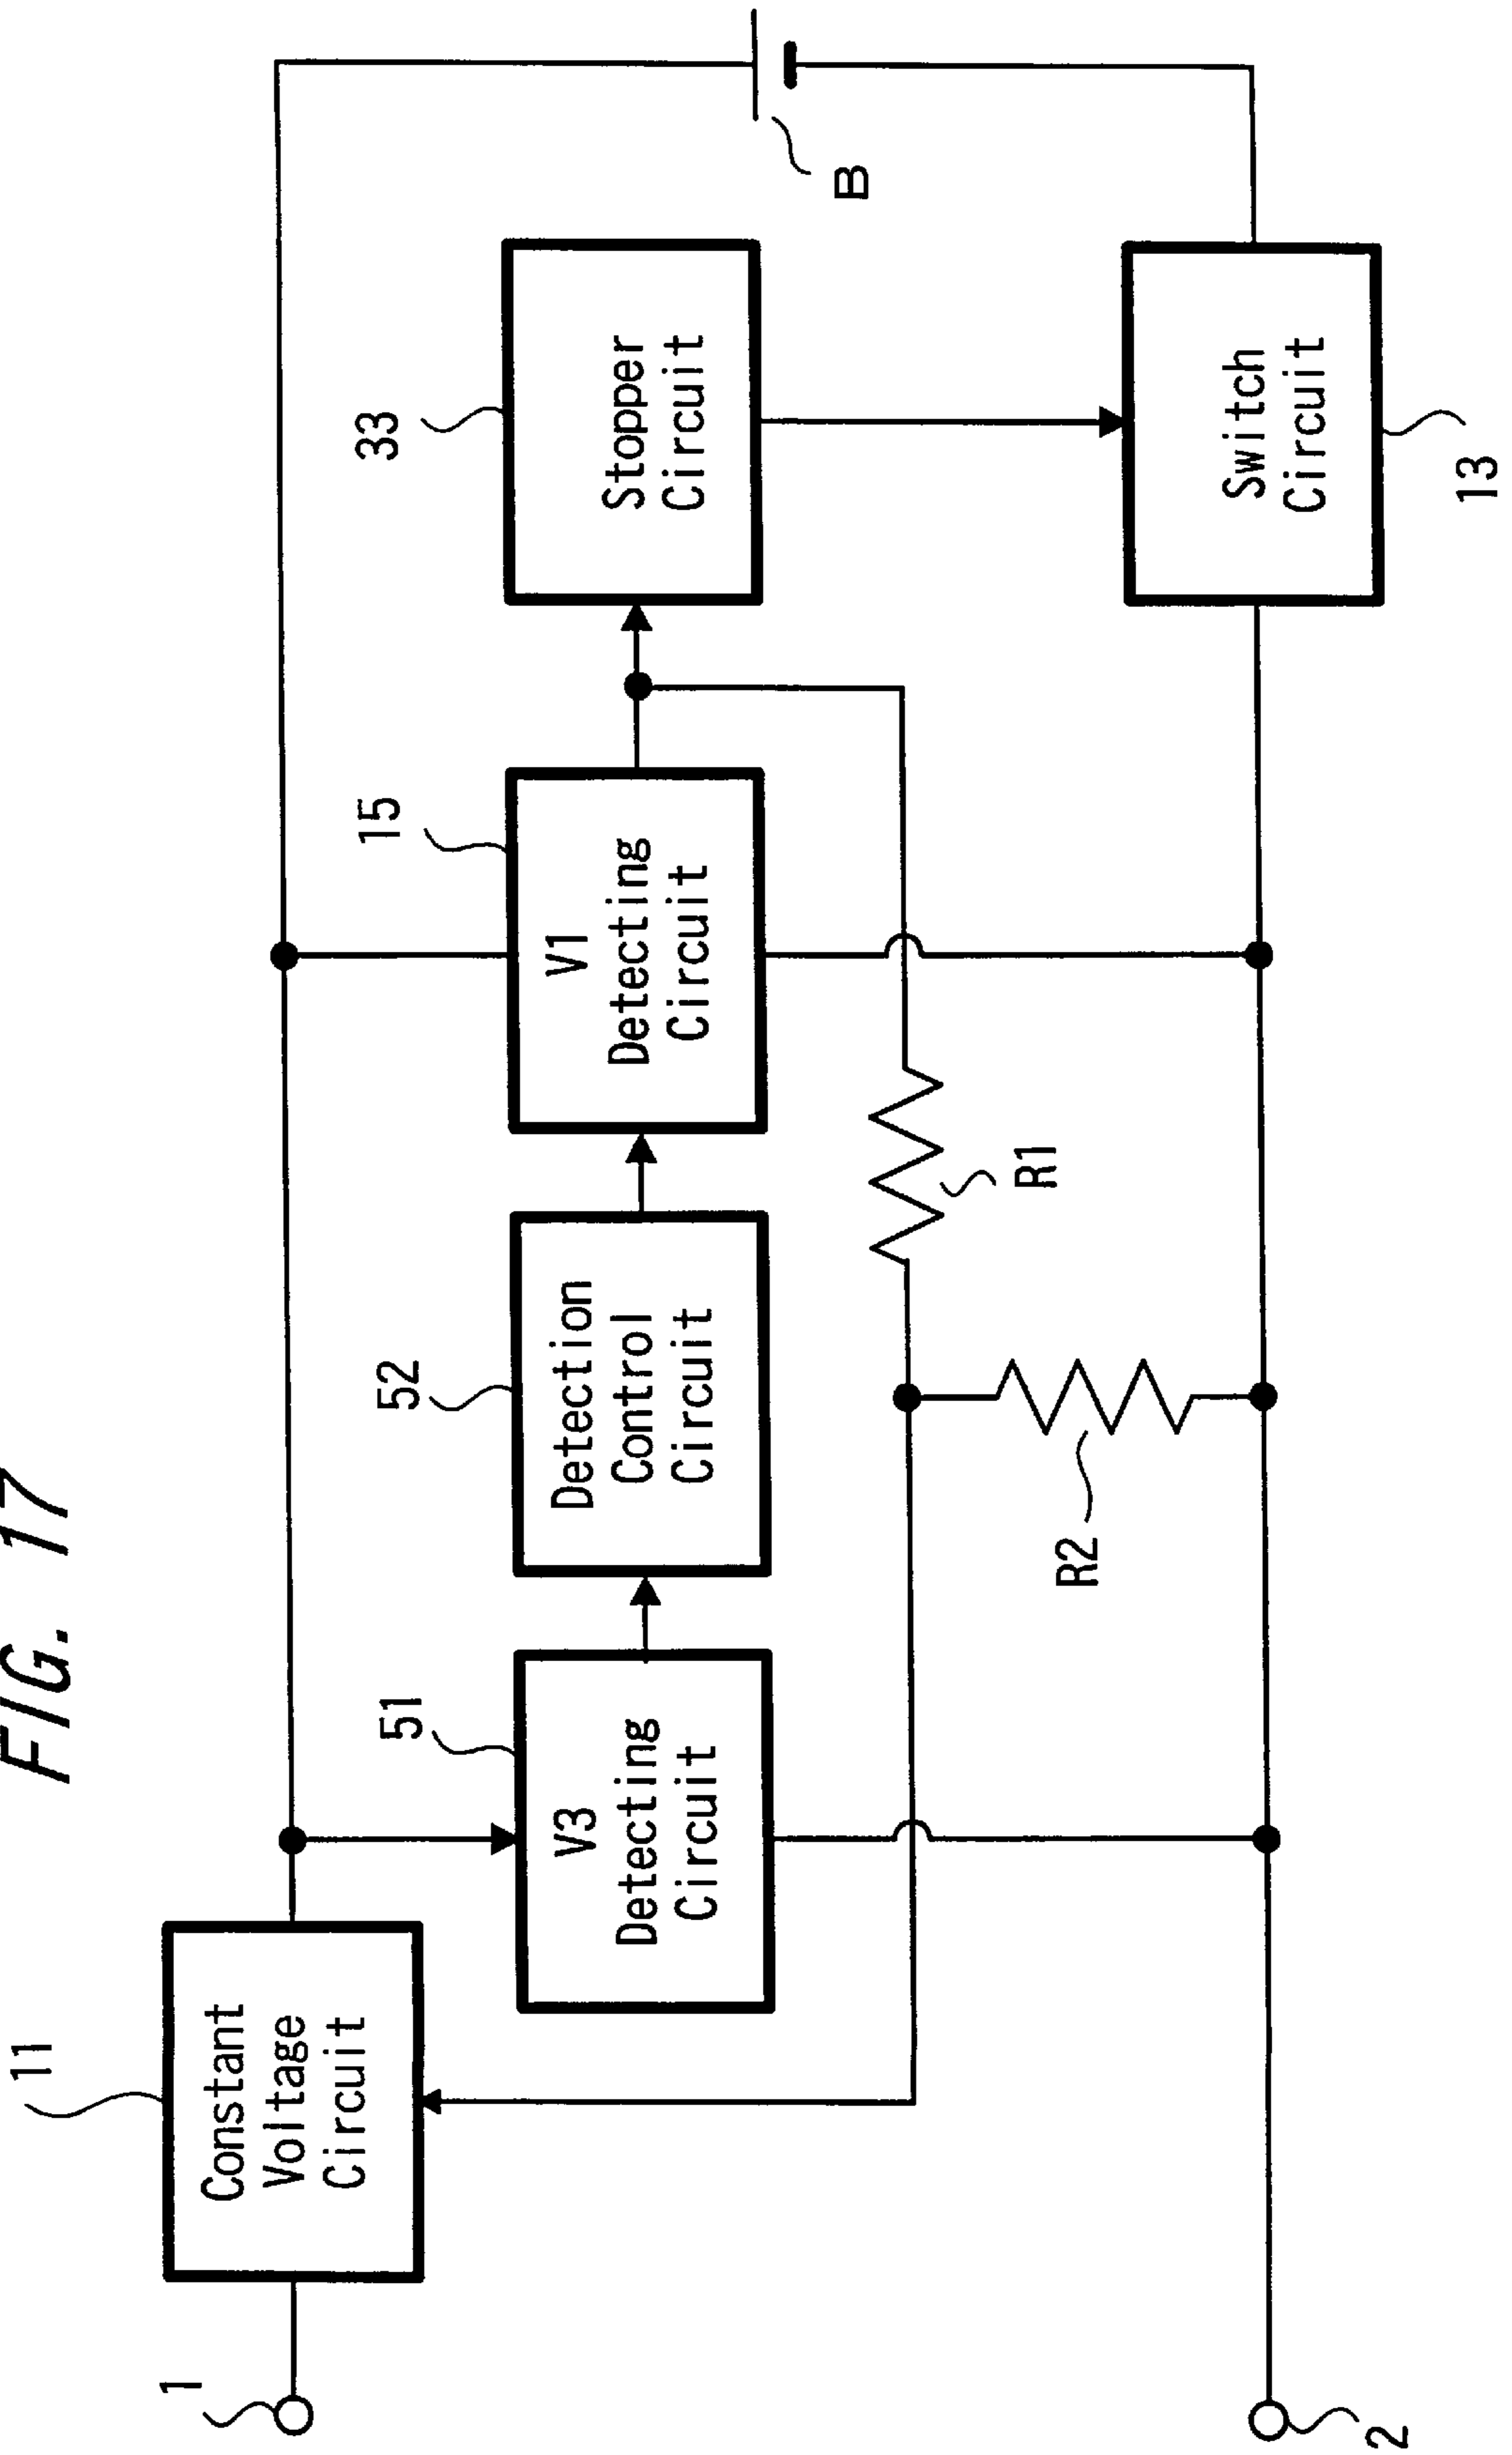 FIG. 17
11
Constant
Voltage
Circuit
1
51
V3
Detecting
Circuit
52
Detection
Control
Circuit
15
V1
Detecting
Circuit
33
Stopper
Circuit
B
R1
R2
Switch
Circuit
13
2